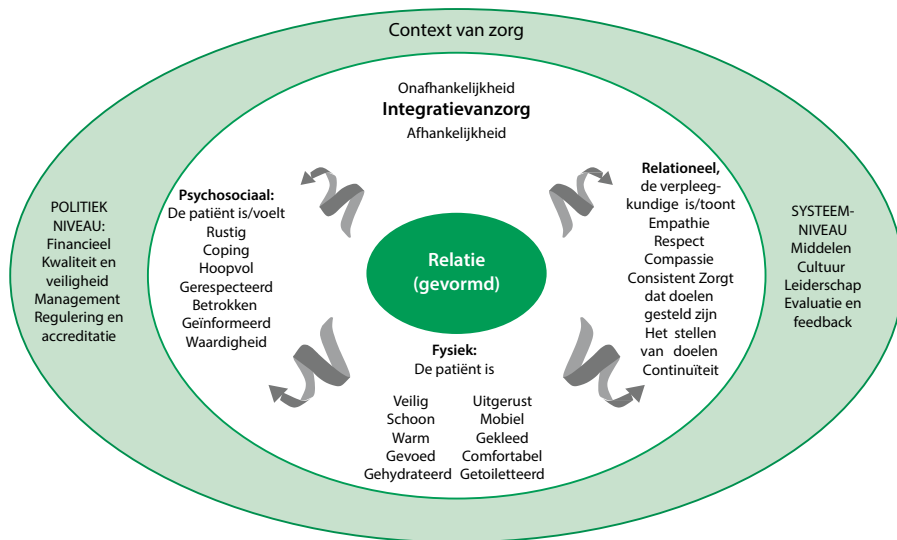 Context van zorg
Onafhankelijkheid
Integratievanzorg
Afhankelijkheid
POLITIEK
NIVEAU:
Financieel
Kwaliteit en
veiligheid
Management
Regulering en
accreditatie
Psychosociaal:
De patiënt is/voelt
Rustig
Coping
Hoopvol
Gerespecteerd
Betrokken
Geïnformeerd
Waardigheid
Relatie
(gevormd)
Relationeel,
de verpleeg-
kundige is/toont
Empathie
Respect
Compassie
Consistent Zorgt
dat doelen
gesteld zijn
Het stellen
van doelen
Continuïteit
SYSTEEM-
NIVEAU
Middelen
Cultuur
Leiderschap
Evaluatie en
feedback
Fysiek:
De patiënt is
Veilig Uitgerust
Schoon Mobiel
Warm Gekleed
Gevoed Comfortabel
Gehydrateerd Getoiletteerd